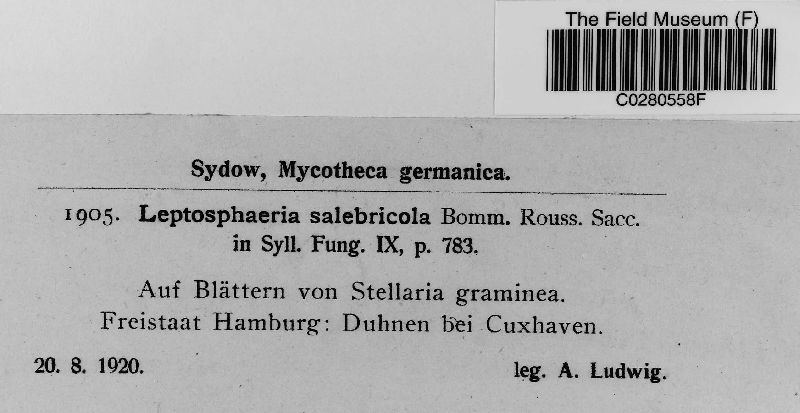 The Field Museum (F)
C0280558F
Sydow, Mycotheca germanica.
1905. Leptosphaeria salebricola Bomm. Rouss. Sacc.
in Syll. Fung. IX, p. 783.
Auf Blättern von Stellaria graminea.
Freistaat Hamburg: Duhnen bei Cuxhaven.
20. 8. 1920. leg. A. Ludwig.